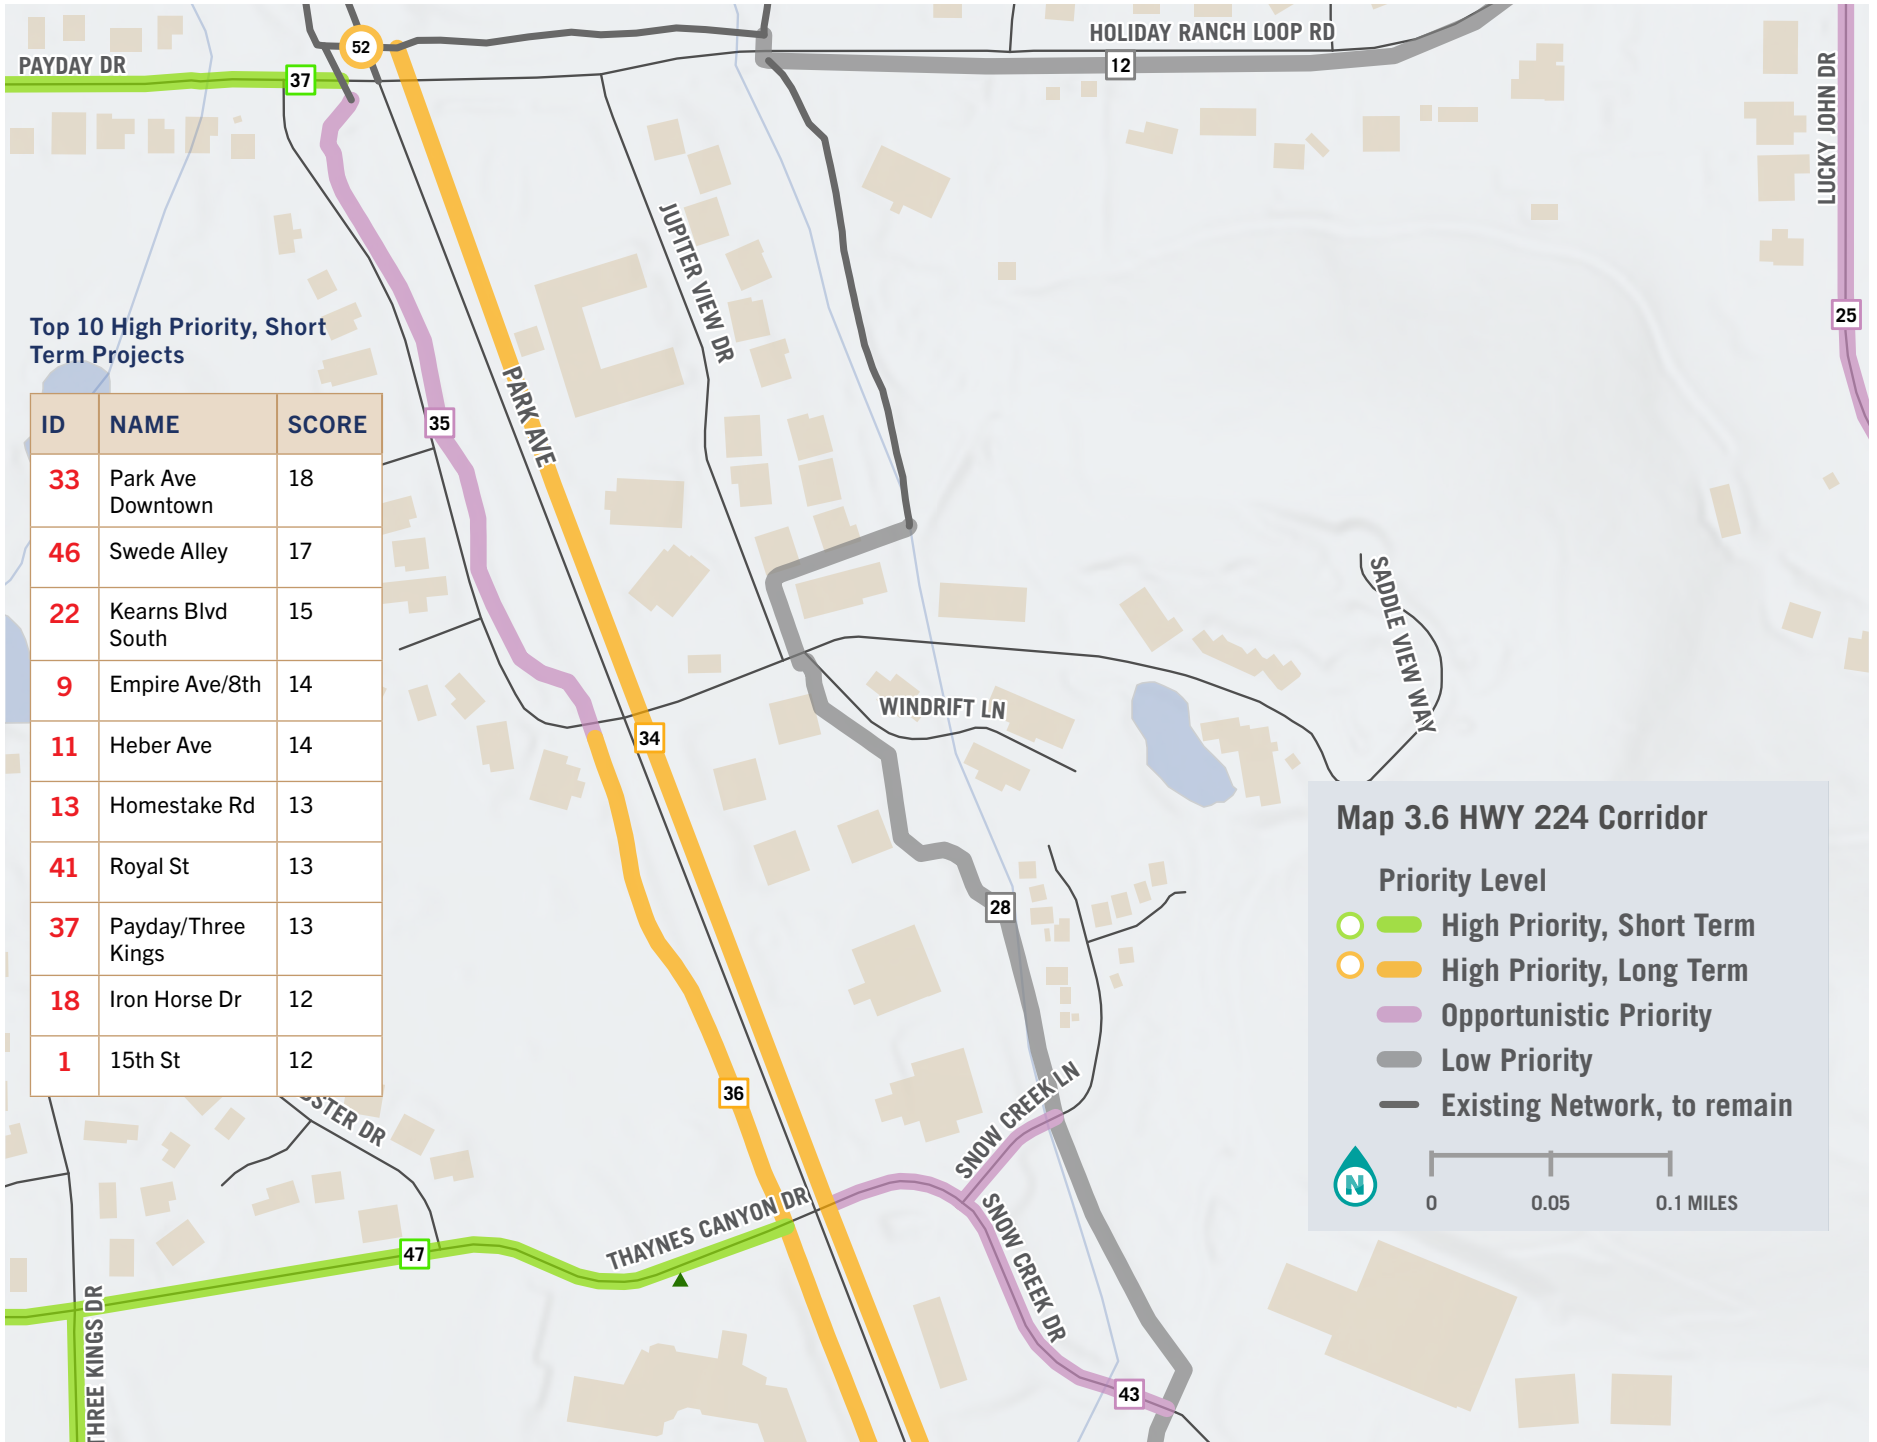 52
HOLIDAY RANCH LOOP RD
PAYDAY DR
37
12
LUCKY JOHN DR
JUPITER VIEW DR
25
Top 10 High Priority, Short
Term Projects
PARK AVE
35
ID NAME SCORE
33 Park Ave Downtown 18
46 Swede Alley 17
22 Kearns Blvd South 15
9 Empire Ave/8th 14
11 Heber Ave 14
13 Homestake Rd 13
41 Royal St 13
37 Payday/Three Kings 13
18 Iron Horse Dr 12
1 15th St 12
SADDLE VIEW WAY
WINDRIFT LN
34
28
36
SNOW CREEK LN
DR
THAYNES CANYON DR
SNOW CREEK DR
47
THREE KINGS DR
43
Map 3.6 HWY 224 Corridor
Priority Level
High Priority, Short Term
High Priority, Long Term
Opportunistic Priority
Low Priority
Existing Network, to remain
N
0 0.05 0.1 MILES